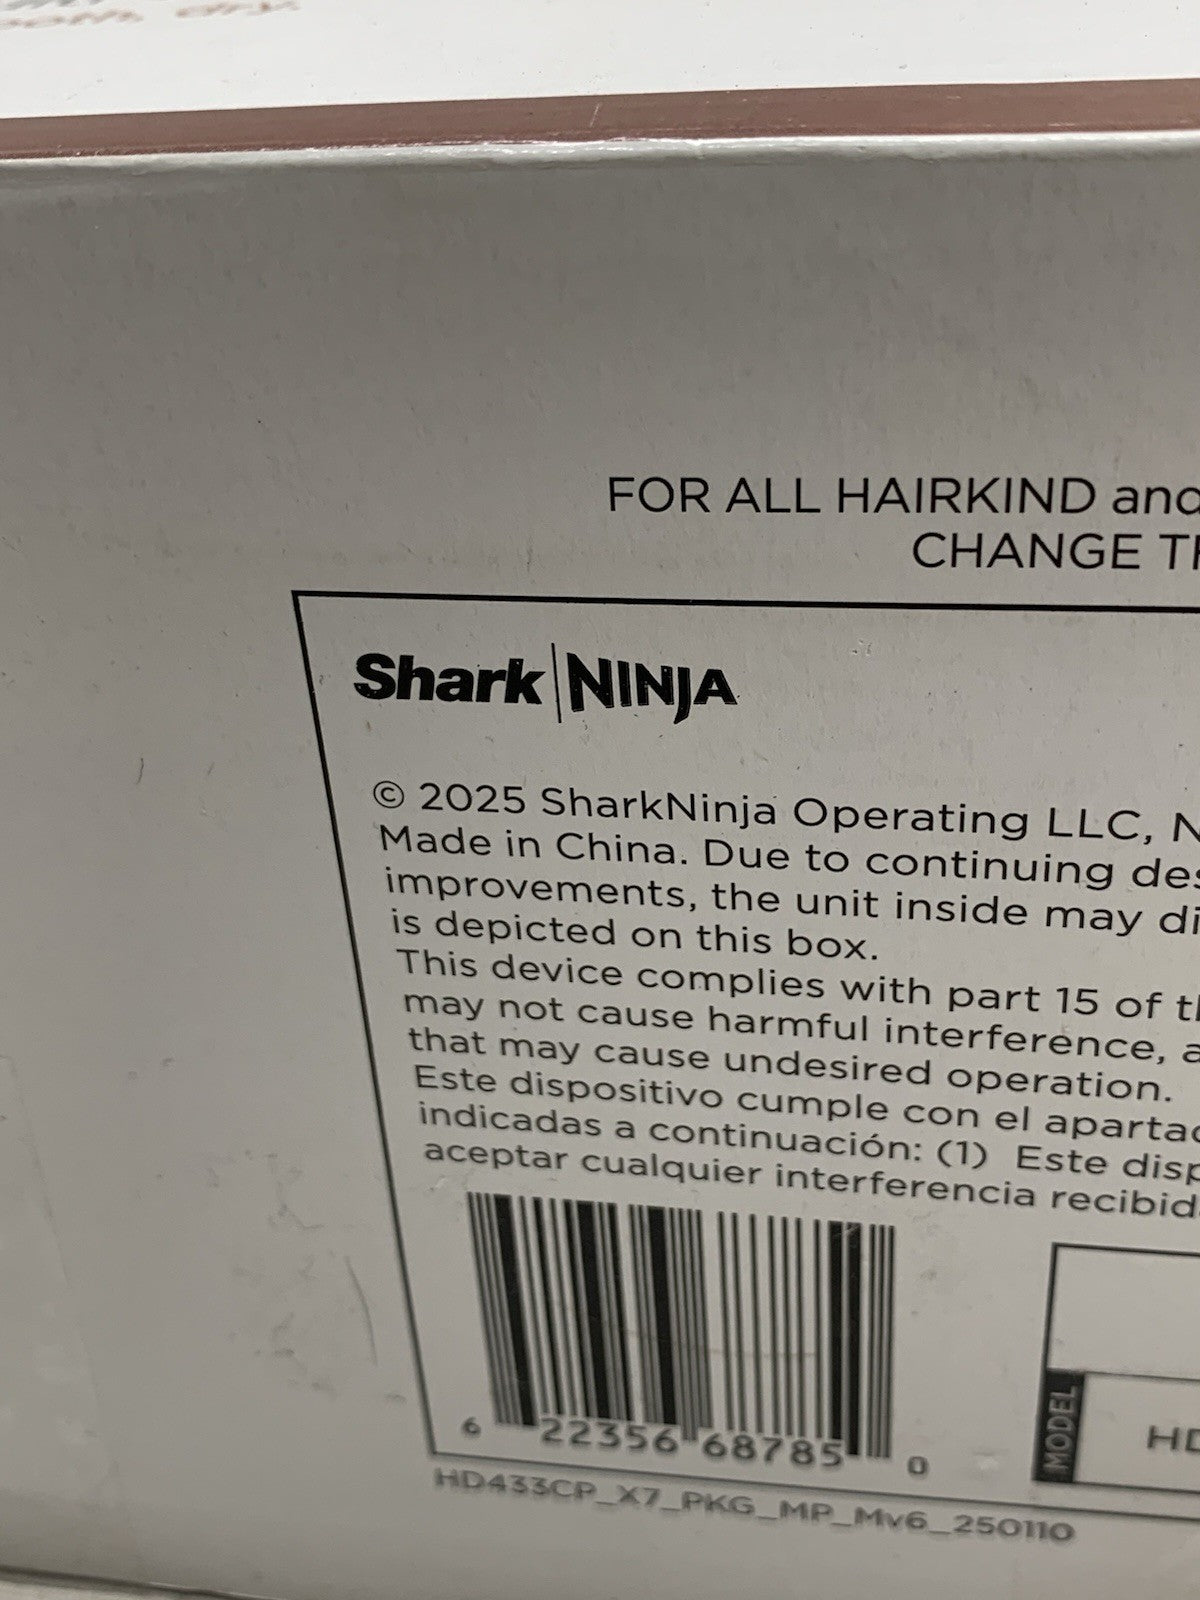 dry.
FOR ALL HAIRKIND and
CHANGE
Shark NINJA
© 2025 SharkNinja Operating LLC,
Made in China. Due to continuing
improvements, the unit inside may
is depicted on this box.
This device complies with part 15 of
may not cause harmful interference,
that may cause undesired operation.
Este dispositivo cumple con el
indicadas a continuación: (1) Este
aceptar cualquier interferencia
6 22356 68785 0
MODEL
HD433CP_X7_PKG_MP_Mv6_250110